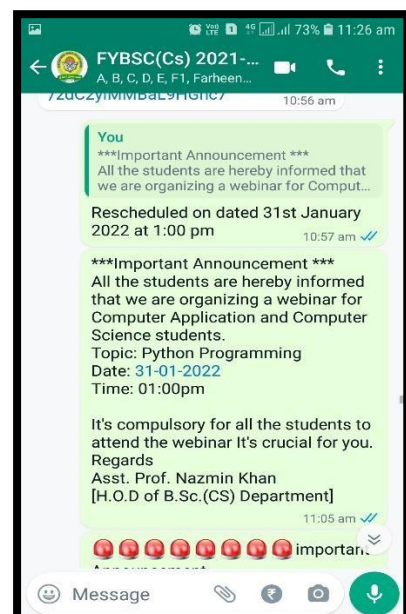 73% 11:26 am
FYBSC(Cs) 2021-...
A, B, C, D, E, F1, Farheen...
10:56 am
You
***Important Announcement ***
All the students are hereby informed that
we are organizing a webinar for Comput...
Rescheduled on dated 31st January
2022 at 1:00 pm
10:57 am
***Important Announcement ***
All the students are hereby informed
that we are organizing a webinar for
Computer Application and Computer
Science students.
Topic: Python Programming
Date: 31-01-2022
Time: 01:00pm
It's compulsory for all the students to
attend the webinar It's crucial for you.
Regards
Asst. Prof. Nazmin Khan
[H.O.D of B.Sc.(CS) Department]
11:05 am
important
Message